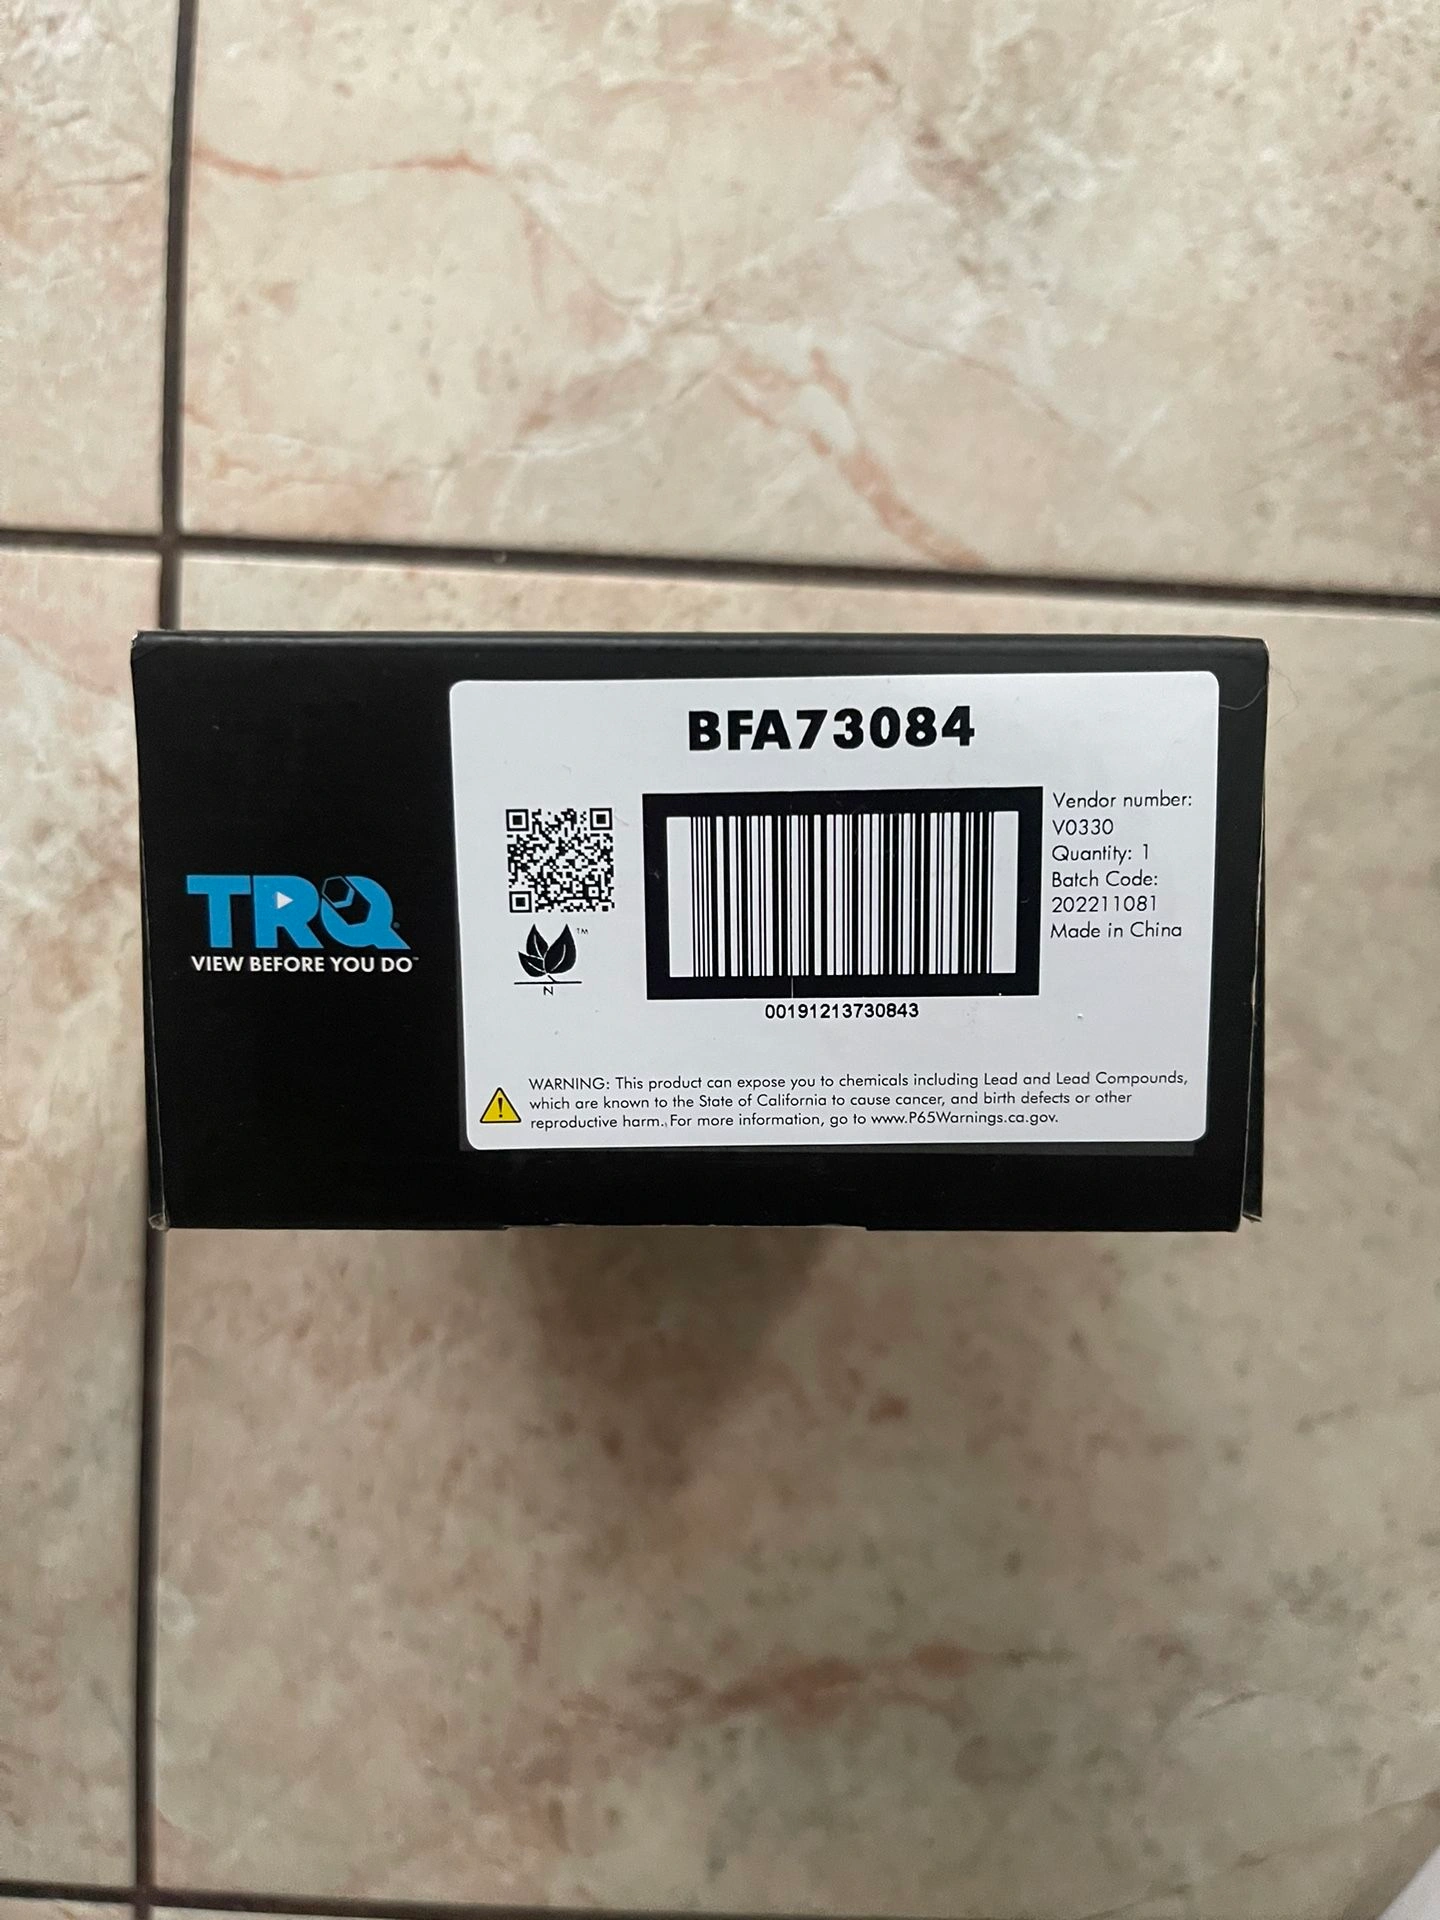 BFA73084
TRQ
VIEW BEFORE YOU DO™
™
N
00191213730843
Vendor number:
V0330
Quantity: 1
Batch Code:
202211081
Made in China
WARNING: This product can expose you to chemicals including Lead and Lead Compounds,
which are known to the State of California to cause cancer, and birth defects or other
reproductive harm. For more information, go to www.P65Warnings.ca.gov.